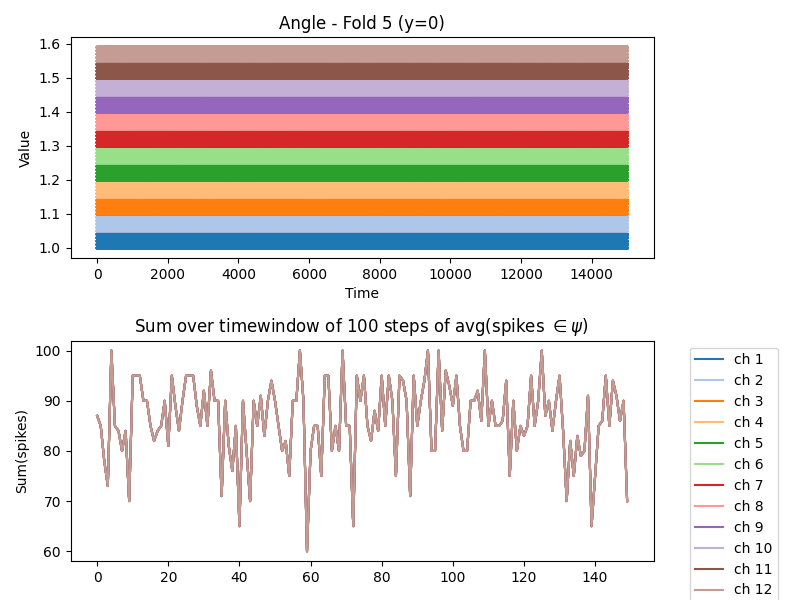 Angle - Fold 5 (y=0)
Value
1.6
1.5
1.4
1.3
1.2
1.1
1.0
0 2000 4000 6000 8000 10000 12000 14000
Time
Sum over timewindow of 100 steps of avg(spikes ∈ ψ)
Sum(spikes)
100
90
80
70
60
0 20 40 60 80 100 120 140
ch 1
ch 2
ch 3
ch 4
ch 5
ch 6
ch 7
ch 8
ch 9
ch 10
ch 11
ch 12